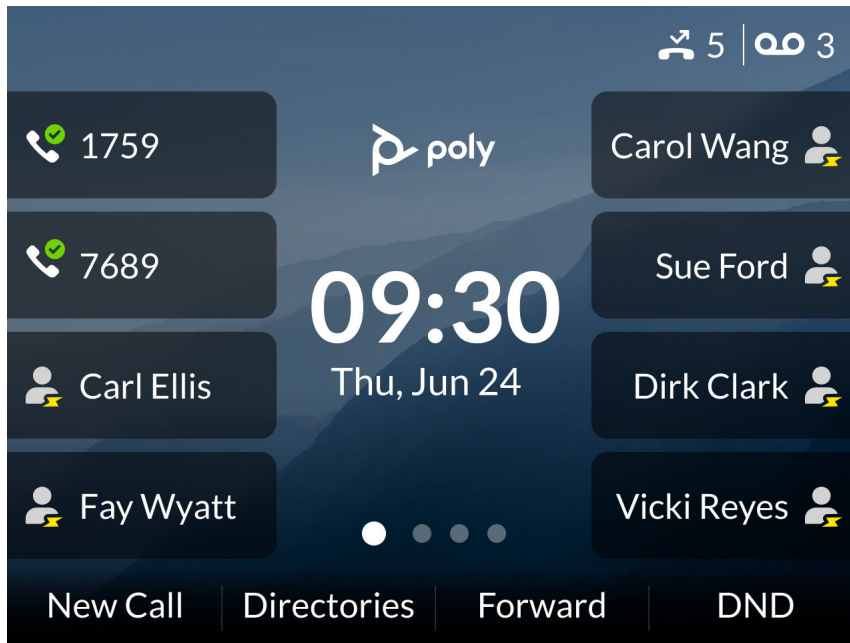 5 3
1759
poly
Carol Wang
7689
Sue Ford
09:30
Carl Ellis
Thu, Jun 24
Dirk Clark
Fay Wyatt
Vicki Reyes
New Call Directories Forward DND